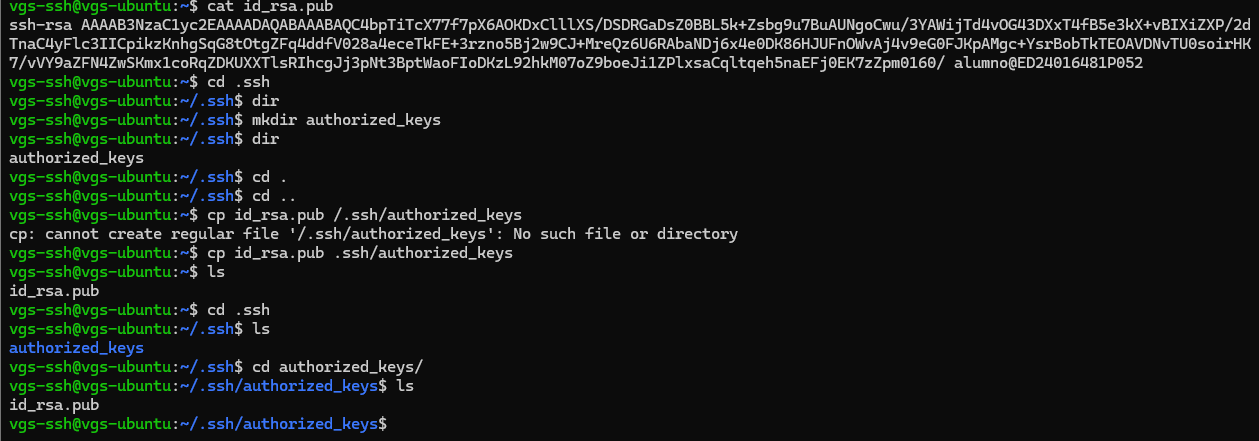 vgs-ssh@vgs-ubuntu:~$ cat id_rsa.pub
ssh-rsa AAAAB3NzaC1yc2EAAAADAQABAAABAQC4bpTiTcX77f7pX6AOKDxClllXS/DSDRGaDsZ0BBL5k+Zsbg9u7BuAUNgoCwu/3YAWijTd4vOG43DXxT4fB5e3kX+vBIXiZXP/2d
TnaC4yFlc3IICpikzKnhgSqG8tOtgZFq4ddfV028a4eceTkFE+3rzno5Bj2w9CJ+MreQz6U6RAbaNDj6x4e0DK86HJUFnOWvAj4v9eG0FJKpAMgc+YsrBobTkTEOAVDNvTU0soirHK
7/vVY9aZFN4ZwSKmx1coRqZDKUXXTlsRIhcgJj3pNt3BptWaoFIoDKzL92hkM07oZ9boeJi1ZPlxsaCqltqeh5naEFj0EK7zZpm0160/ alumno@ED24016481P052
vgs-ssh@vgs-ubuntu:~$ cd .ssh
vgs-ssh@vgs-ubuntu:~/.ssh$ dir
vgs-ssh@vgs-ubuntu:~/.ssh$ mkdir authorized_keys
vgs-ssh@vgs-ubuntu:~/.ssh$ dir
authorized_keys
vgs-ssh@vgs-ubuntu:~/.ssh$ cd .
vgs-ssh@vgs-ubuntu:~/.ssh$ cd ..
vgs-ssh@vgs-ubuntu:~$ cp id_rsa.pub /.ssh/authorized_keys
cp: cannot create regular file '/.ssh/authorized_keys': No such file or directory
vgs-ssh@vgs-ubuntu:~$ cp id_rsa.pub .ssh/authorized_keys
vgs-ssh@vgs-ubuntu:~$ ls
id_rsa.pub
vgs-ssh@vgs-ubuntu:~$ cd .ssh
vgs-ssh@vgs-ubuntu:~/.ssh$ ls
authorized_keys
vgs-ssh@vgs-ubuntu:~/.ssh$ cd authorized_keys/
vgs-ssh@vgs-ubuntu:~/.ssh/authorized_keys$ ls
id_rsa.pub
vgs-ssh@vgs-ubuntu:~/.ssh/authorized_keys$